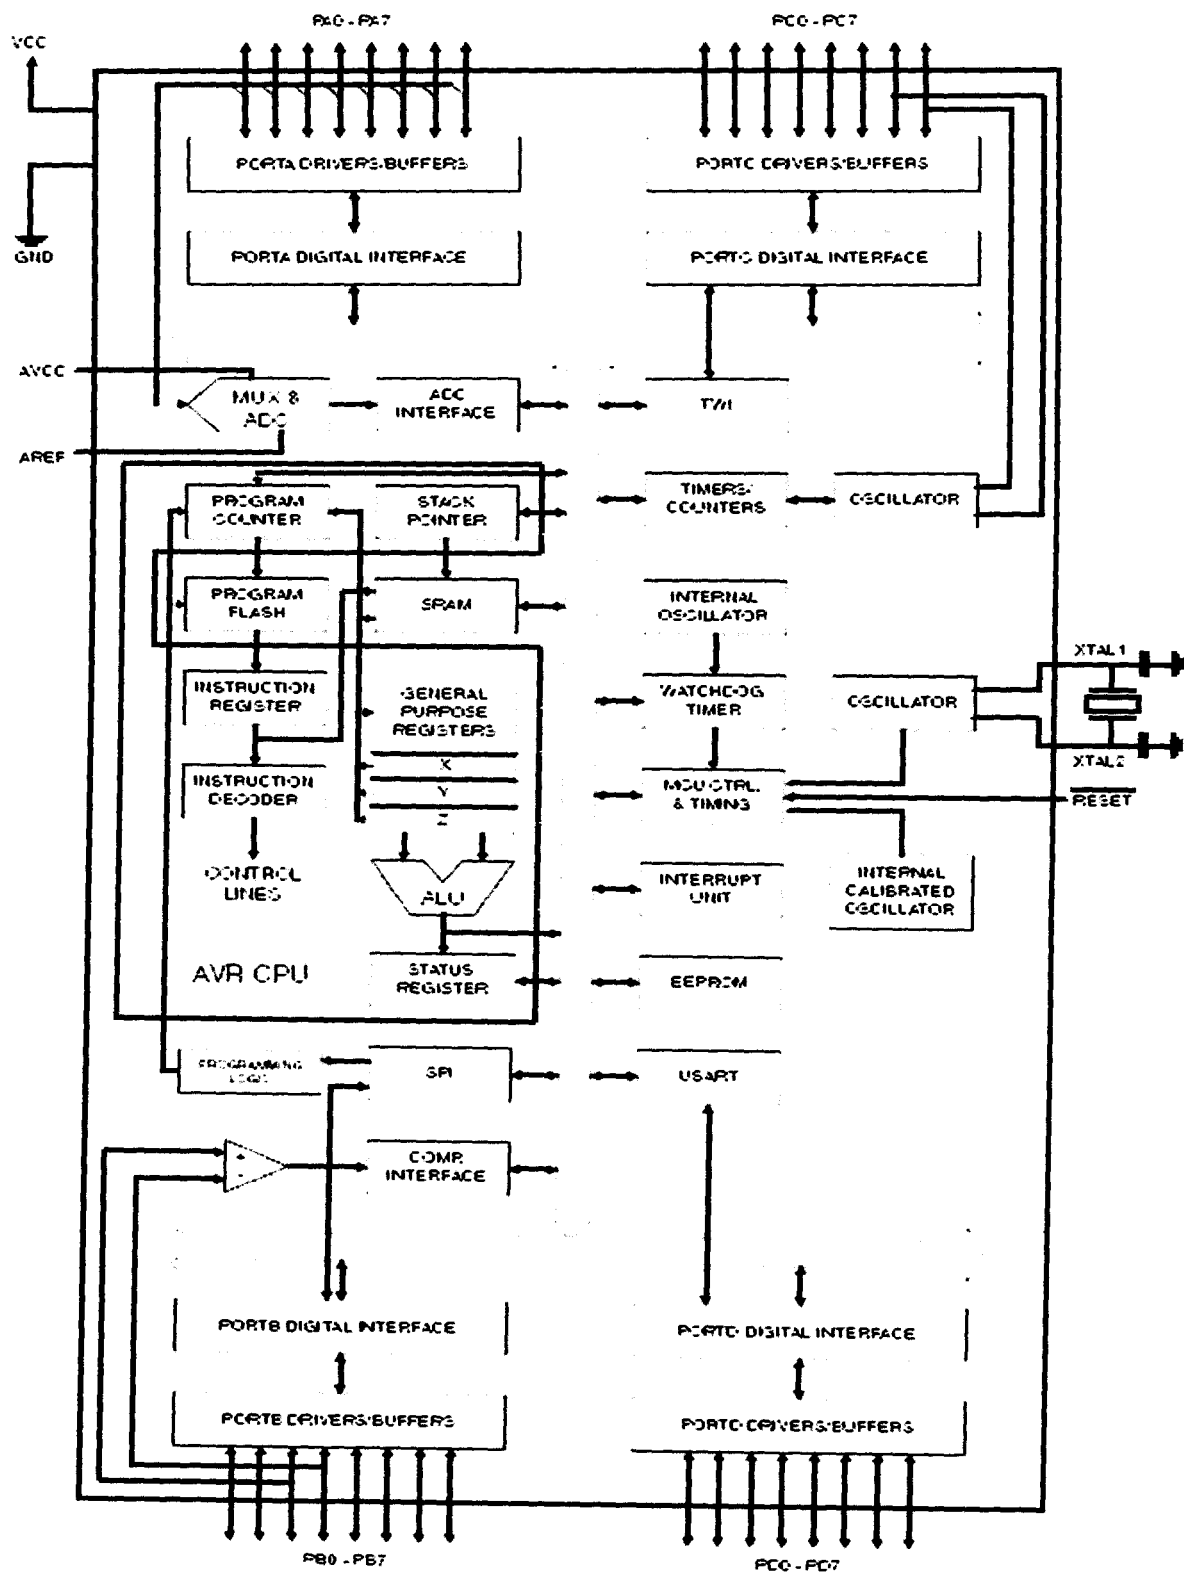 PA0 - PA7
PC0 - PC7
VCC
GND
PORTA DRIVERS/BUFFERS
PORTC DRIVERS/BUFFERS
PORTA DIGITAL INTERFACE
PORTC DIGITAL INTERFACE
AVCC
MUX &
ADC
ADC
INTERFACE
TWI
AREF
PROGRAM
COUNTER
STACK
POINTER
TIMERS/
COUNTERS
OSCILLATOR
PROGRAM
FLASH
SRAM
INTERNAL
OSCILLATOR
XTAL1
INSTRUCTION
REGISTER
GENERAL
PURPOSE
REGISTERS
WATCHDOG
TIMER
OSCILLATOR
XTAL2
X
Y
Z
INSTRUCTION
DECODER
MCU CTRL.
& TIMING
RESET
CONTROL
LINES
ALU
INTERRUPT
UNIT
INTERNAL
CALIBRATED
OSCILLATOR
AVR CPU
STATUS
REGISTER
EEPROM
PROGRAMMING
LOGIC
SPI
USART
+
-
COMP.
INTERFACE
PORTB DIGITAL INTERFACE
PORTD DIGITAL INTERFACE
PORTB DRIVERS/BUFFERS
PORTD DRIVERS/BUFFERS
PB0 - PB7
PD0 - PD7